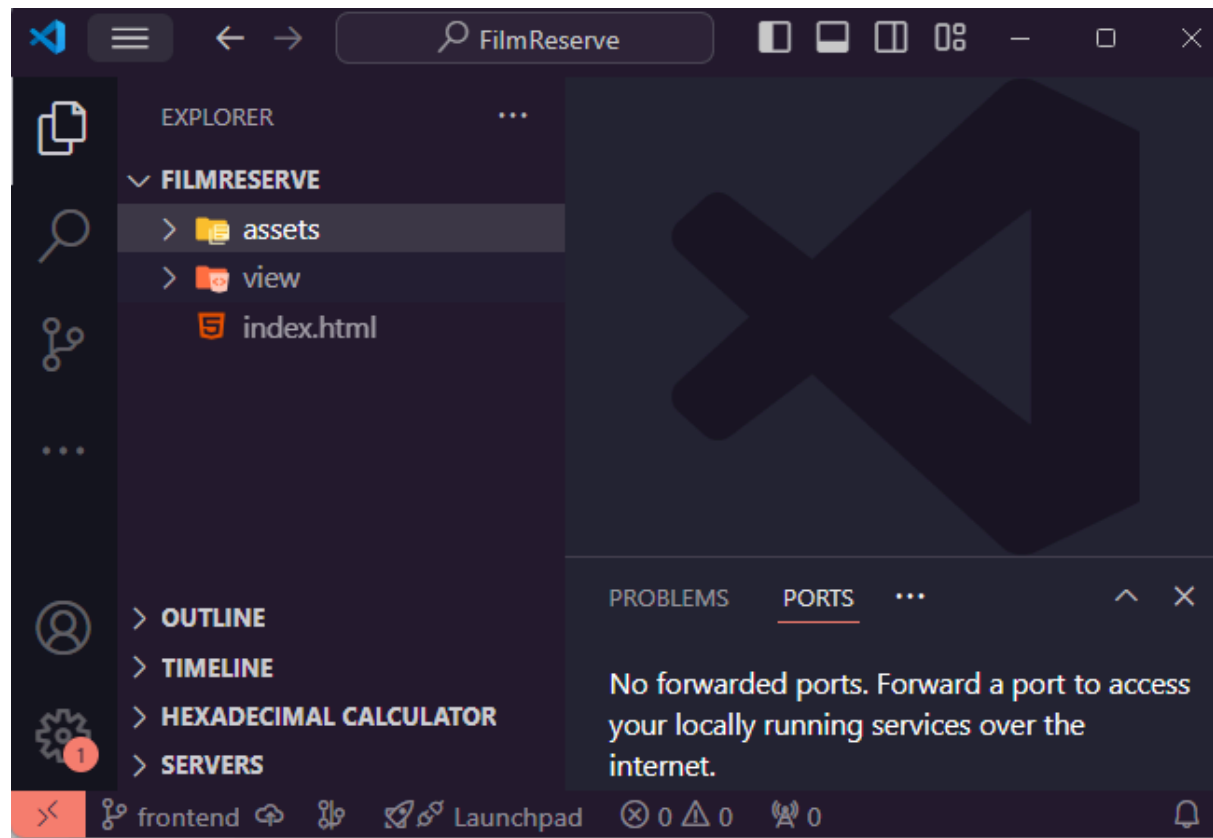 FilmReserve
EXPLORER
FILMRESERVE
assets
view
index.html
OUTLINE
TIMELINE
HEXADECIMAL CALCULATOR
SERVERS
PROBLEMS PORTS
No forwarded ports. Forward a port to access
your locally running services over the
internet.
1
frontend Launchpad 0 0 0